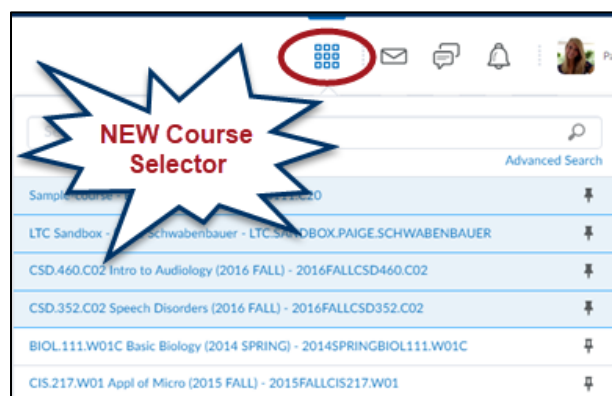 Pa
NEW Course
Selector
Advanced Search
Sample course - C20
LTC Sandbox - Schwabenbauer - LTC.SANDBOX.PAIGE.SCHWABENBAUER
CSD.460.C02 Intro to Audiology (2016 FALL) - 2016FALLCSD460.C02
CSD.352.C02 Speech Disorders (2016 FALL) - 2016FALLCSD352.C02
BIOL.111.W01C Basic Biology (2014 SPRING) - 2014SPRINGBIOL111.W01C
CIS.217.W01 Appl of Micro (2015 FALL) - 2015FALLCIS217.W01